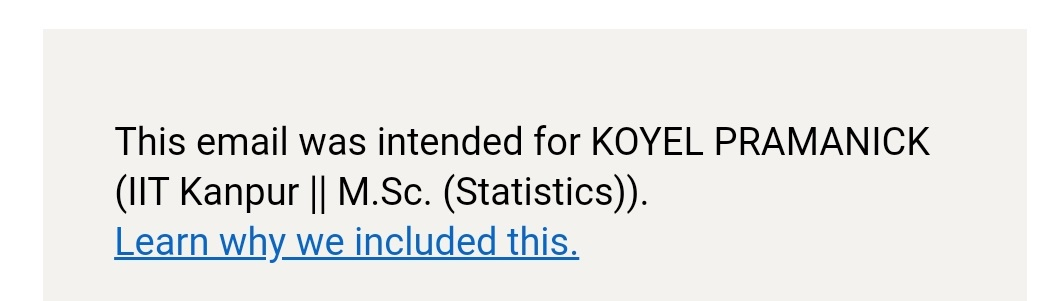 This email was intended for KOYEL PRAMANICK
(IIT Kanpur || M.Sc. (Statistics)).
Learn why we included this.